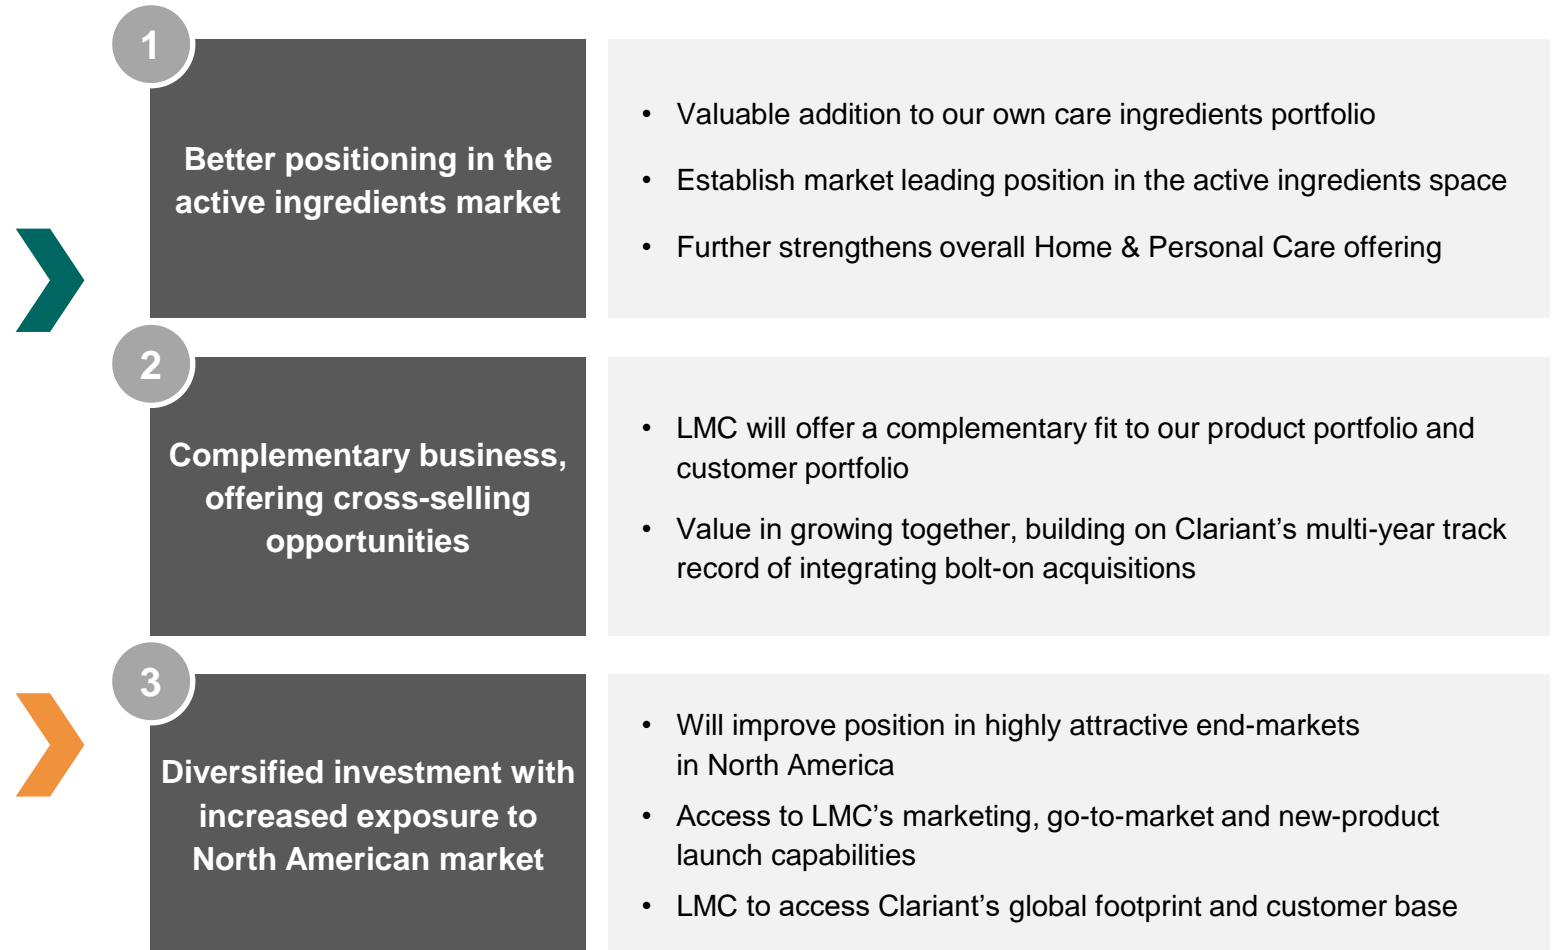 1
Better positioning in the
active ingredients market
• Valuable addition to our own care ingredients portfolio
• Establish market leading position in the active ingredients space
• Further strengthens overall Home & Personal Care offering
2
Complementary business,
offering cross-selling
opportunities
• LMC will offer a complementary fit to our product portfolio and
customer portfolio
• Value in growing together, building on Clariant’s multi-year track
record of integrating bolt-on acquisitions
3
Diversified investment with
increased exposure to
North American market
• Will improve position in highly attractive end-markets
in North America
• Access to LMC’s marketing, go-to-market and new-product
launch capabilities
• LMC to access Clariant’s global footprint and customer base